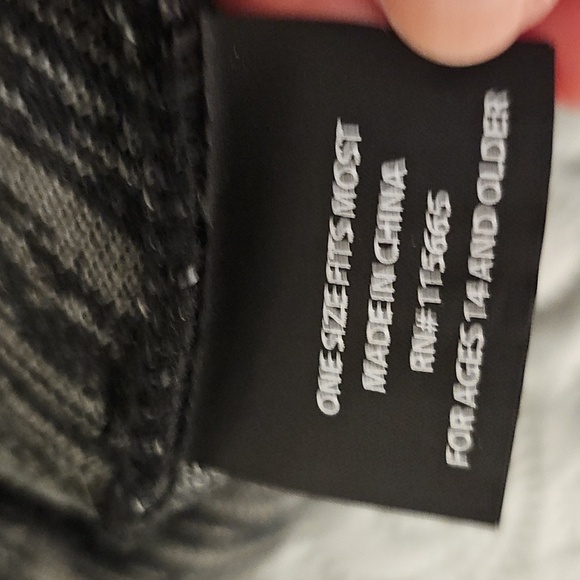 ONE SIZE FITS MOST
MADE IN CHINA
RN# 115665
FOR AGES 14 AND OLDER